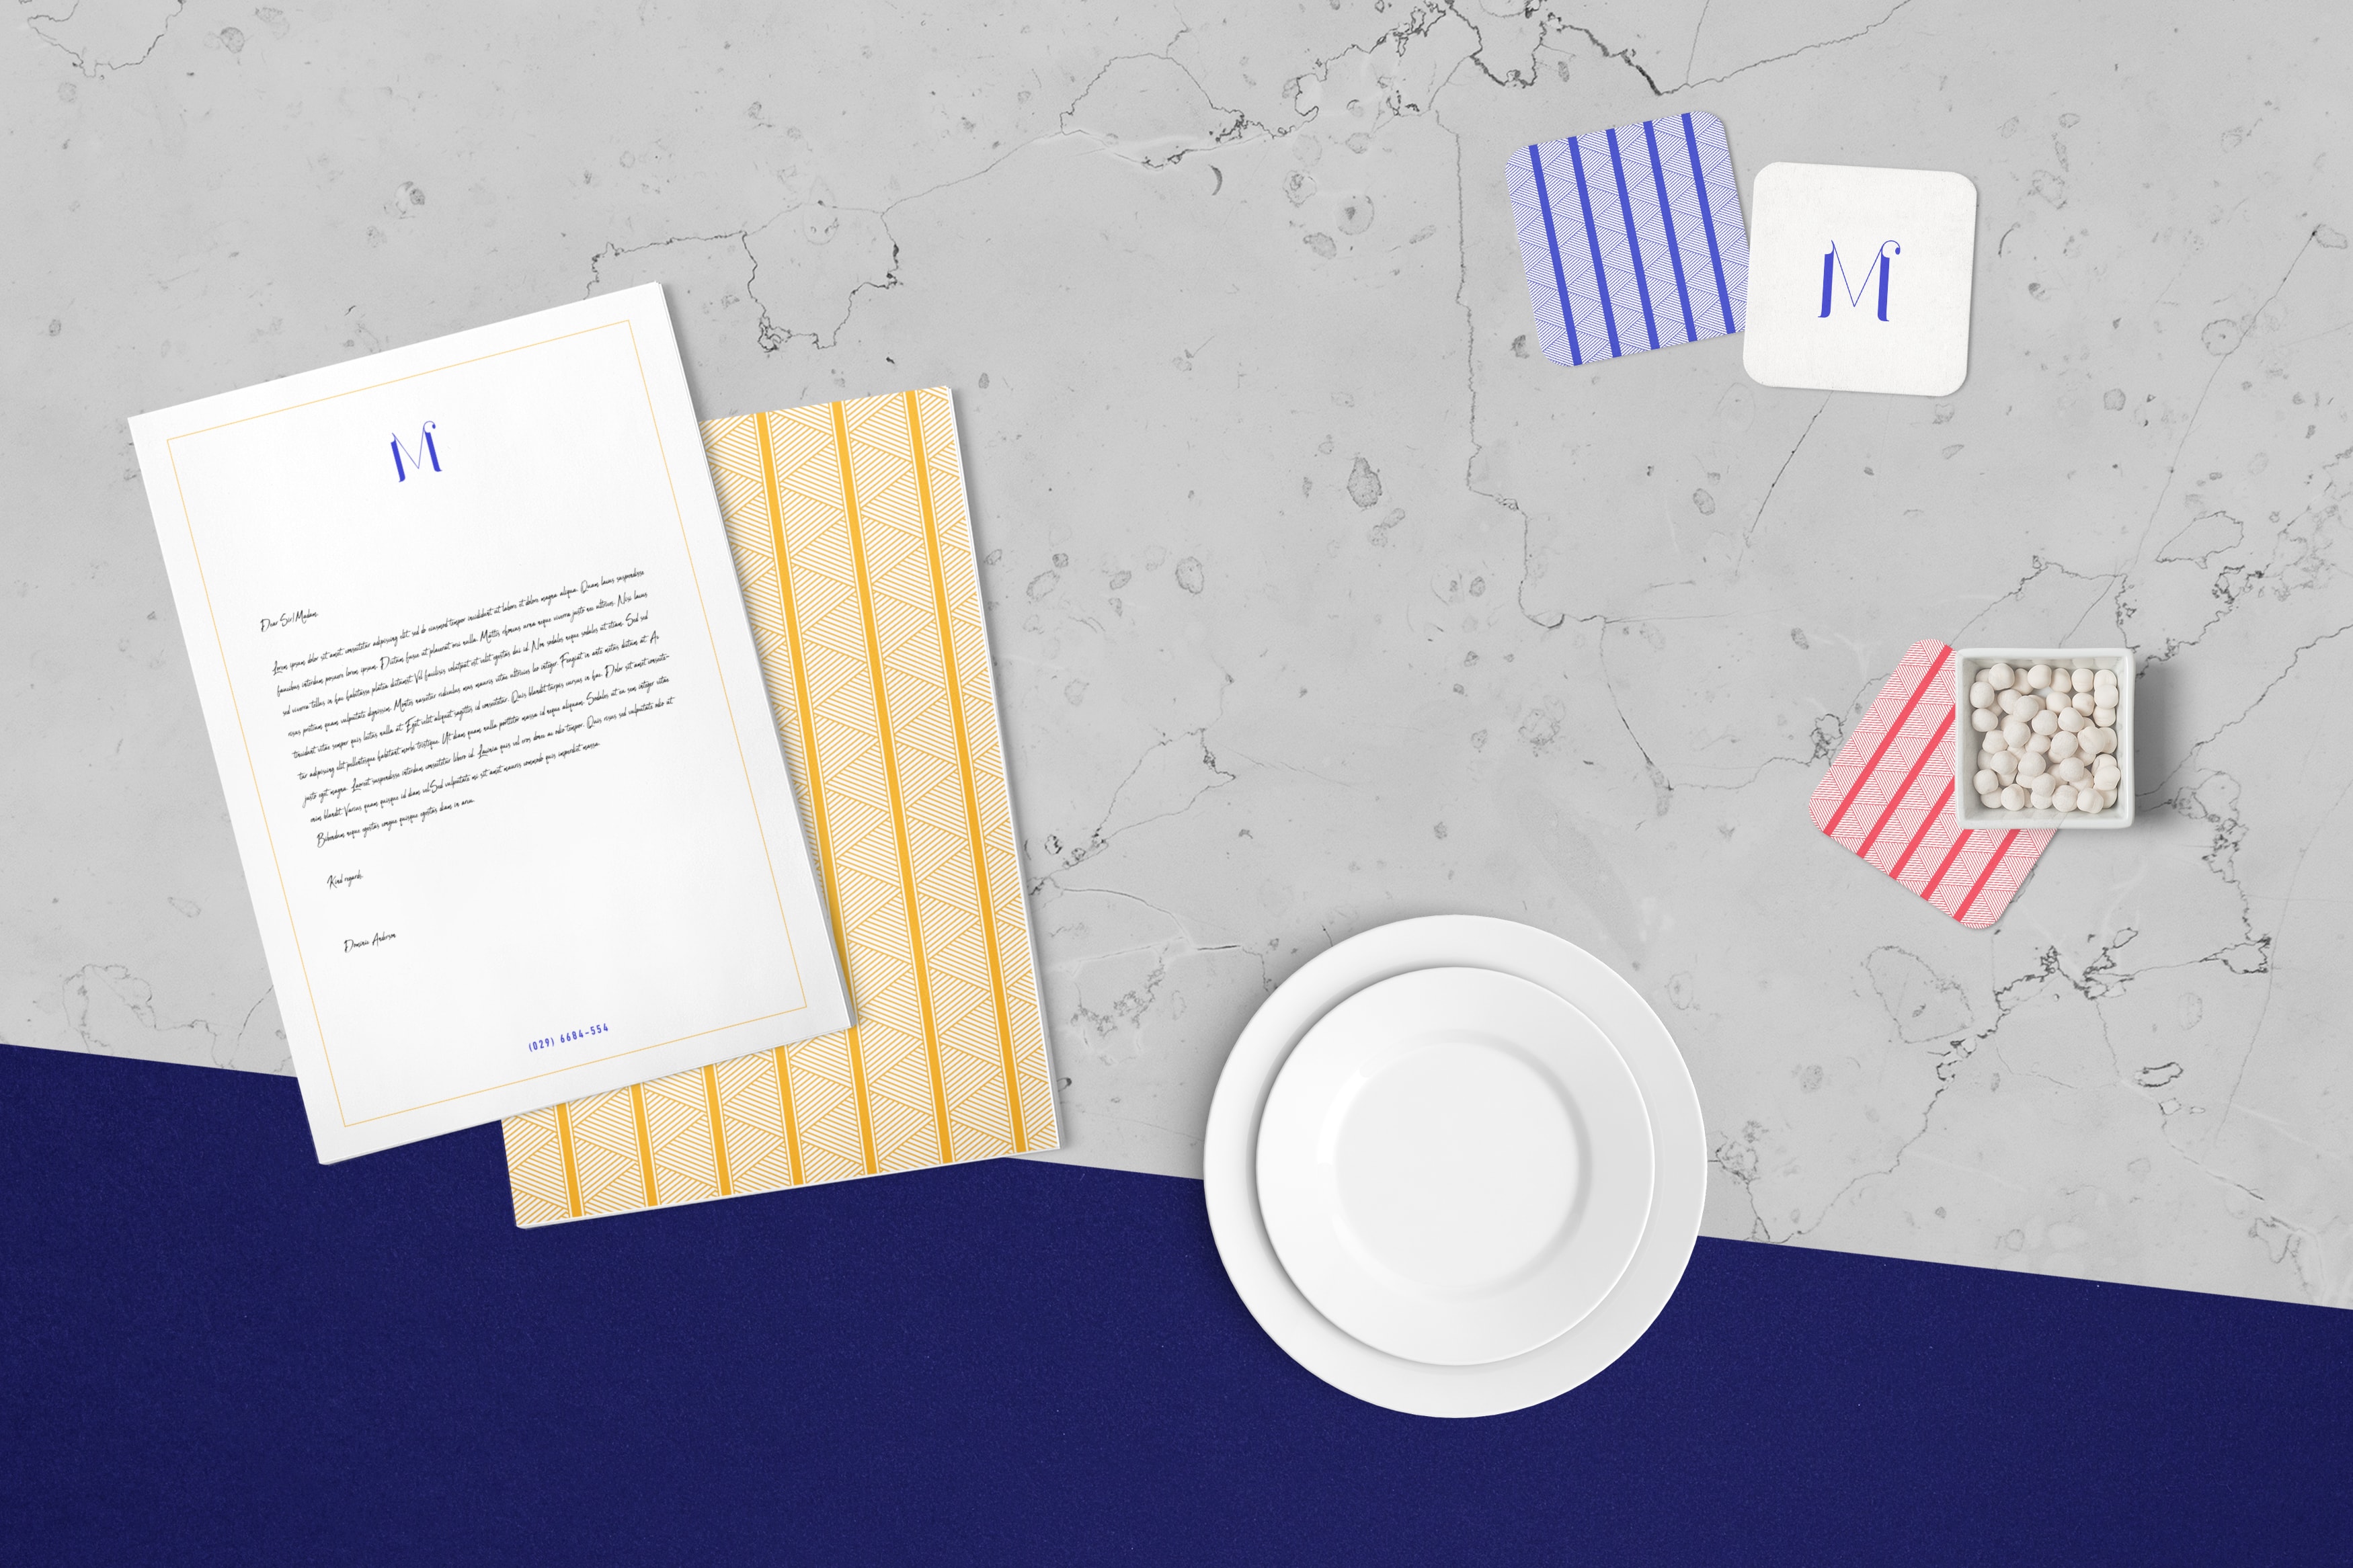 M
Dear Sir/Madam,
Lorem ipsum dolor sit amet, consectetur adipiscing elit, sed do eiusmod tempor incididunt ut labore et dolore magna aliqua. Quam lacus suspendisse
faucibus interdum posuere lorem ipsum. Dictum fusce ut placerat orci nulla. Mattis rhoncus urna neque viverra justo nec ultrices. Nisi lacus
sed viverra tellus in hac habitasse platea dictumst. Vel facilisis volutpat est velit egestas dui id. Non sodales neque sodales ut etiam. Sed sed
risus pretium quam vulputate dignissim. Montes nascetur ridiculus mus mauris vitae ultricies leo integer. Feugiat in ante metus dictum at. Ac
tincidunt vitae semper quis lectus nulla at. Eget velit aliquet sagittis id consectetur. Quis blandit turpis cursus in hac. Dolor sit amet consecte-
tur adipiscing elit pellentesque habitant morbi tristique. Ut diam quam nulla porttitor massa id neque aliquam. Sodales ut eu sem integer vitae
justo eget magna. Laoreet suspendisse interdum consectetur libero id. Lacinia quis vel eros donec ac odio tempor. Quis risus sed vulputate odio ut
enim blandit. Varius quam quisque id diam vel. Sed vulputate mi sit amet mauris commodo quis imperdiet massa.
Bibendum neque egestas congue quisque egestas diam in arcu.
Kind regards,
Dominic Anderson
(029) 6684-554
M